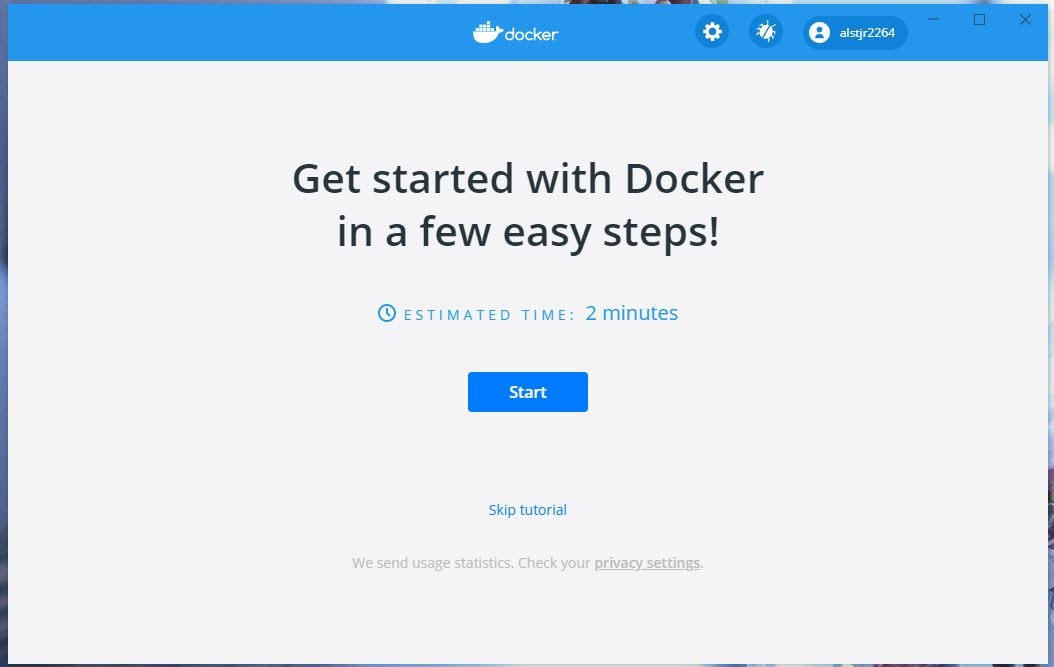 docker
alstjr2264
Get started with Docker
in a few easy steps!
ESTIMATED TIME: 2 minutes
Start
Skip tutorial
We send usage statistics. Check your privacy settings.